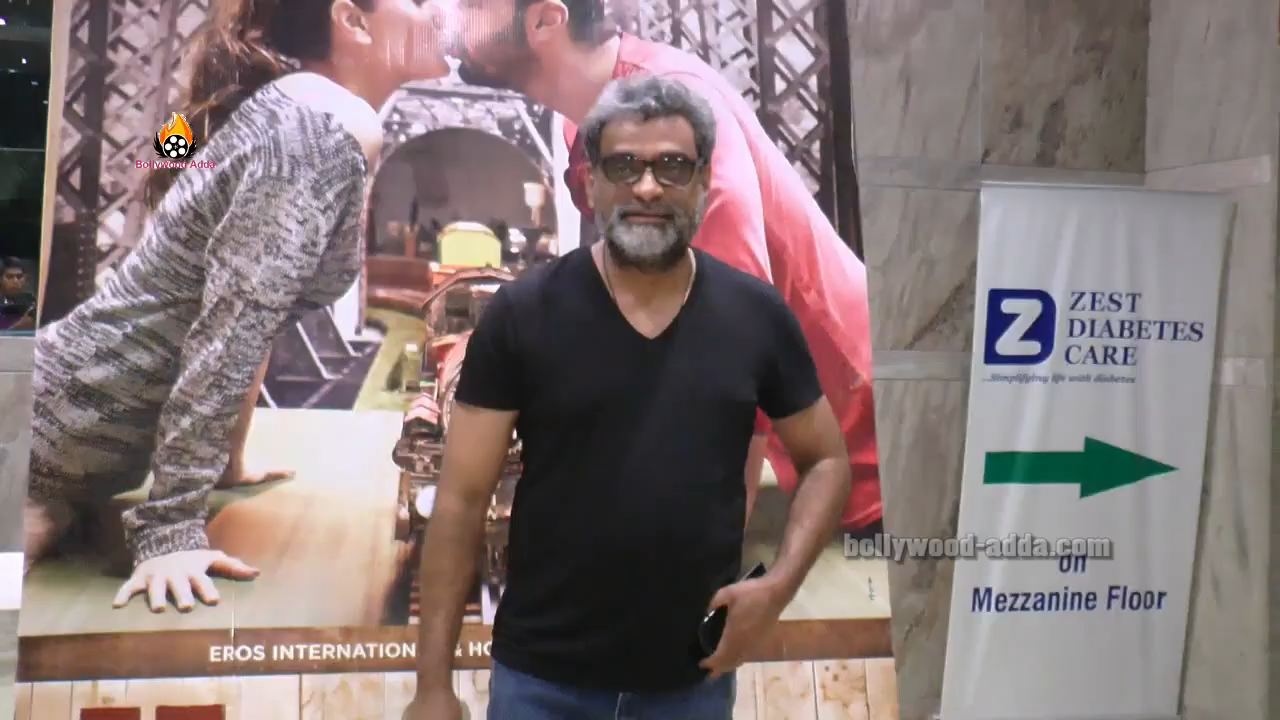 Bollywood Adda
EROS INTERNATION
& HO
Z
ZEST
DIABETES
CARE
...Simplifying life with diabetes
bollywood-adda.com
on
Mezzanine Floor